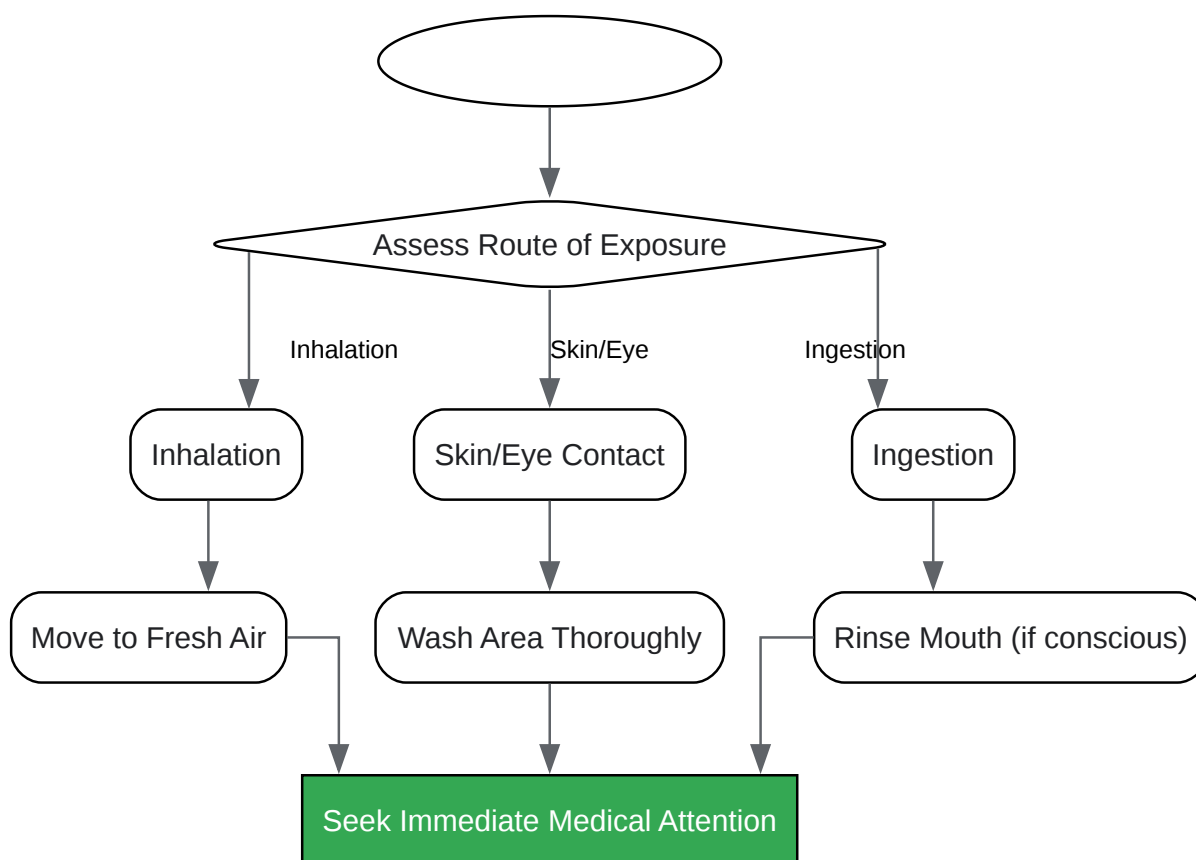 Assess Route of Exposure
Inhalation
Skin/Eye
Ingestion
Inhalation
Skin/Eye Contact
Ingestion
Move to Fresh Air
Wash Area Thoroughly
Rinse Mouth (if conscious)
Seek Immediate Medical Attention